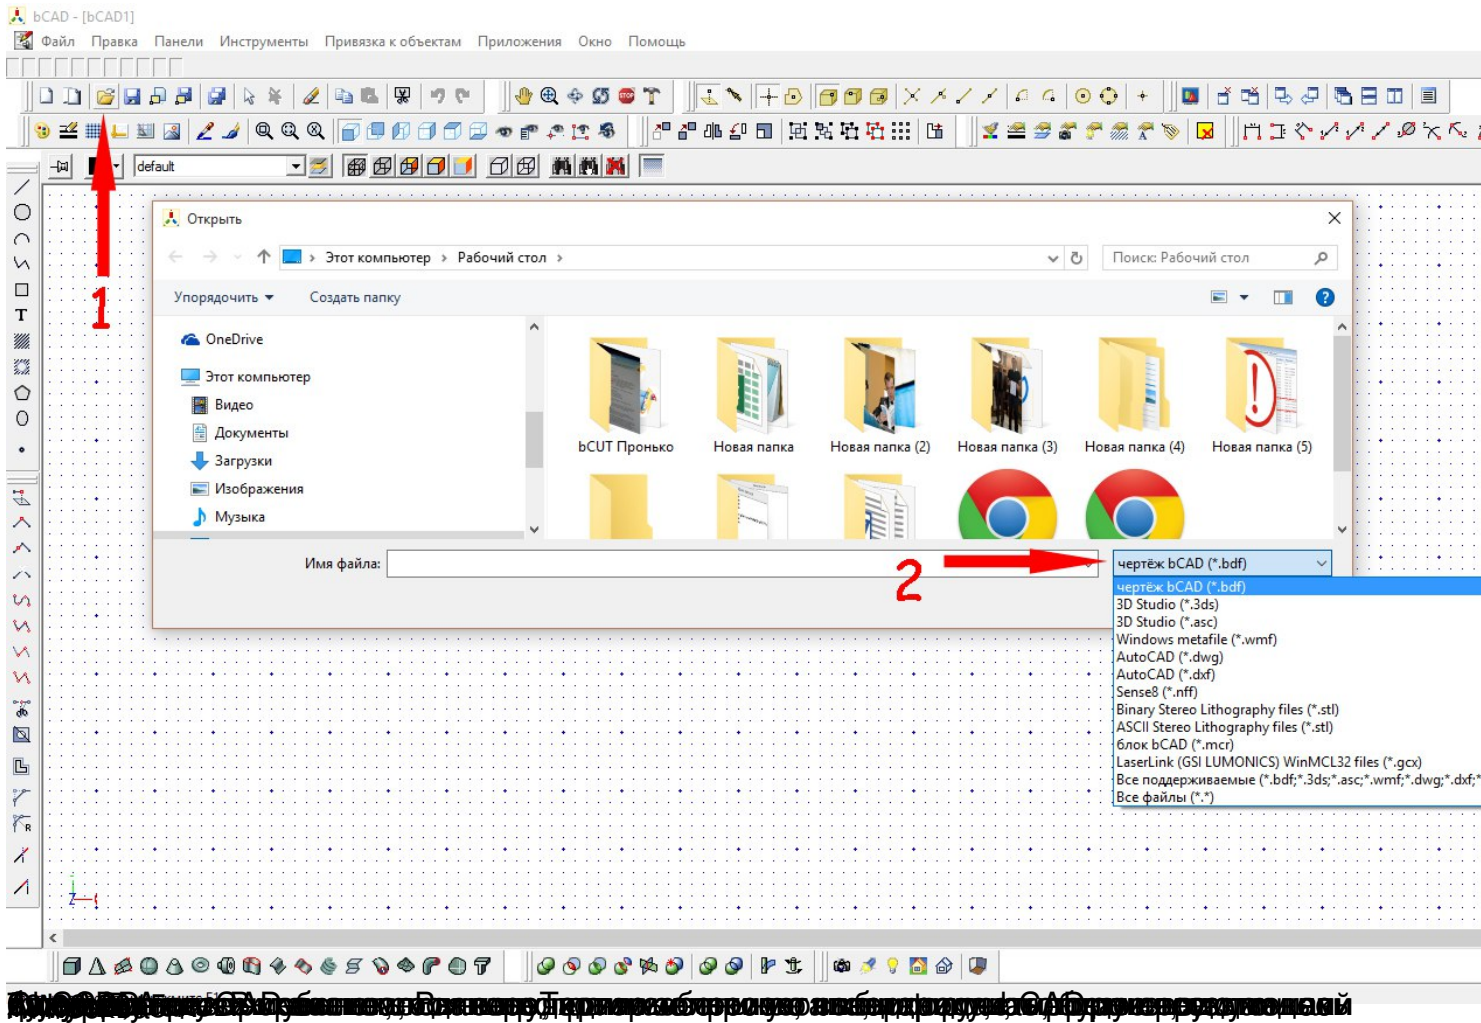 bCAD - [bCAD1]
Файл Правка Панели Инструменты Привязка к объектам Приложения Окно Помощь
STOP
default
Открыть
Этот компьютер › Рабочий стол ›
Поиск: Рабочий стол
Упорядочить Создать папку
1
T
OneDrive
Этот компьютер
Видео
Документы
Загрузки
Изображения
Музыка
bCUT Пронько Новая папка Новая папка (2) Новая папка (3) Новая папка (4) Новая папка (5)
Имя файла:
2
чертёж bCAD (*.bdf)
чертёж bCAD (*.bdf)
3D Studio (*.3ds)
3D Studio (*.asc)
Windows metafile (*.wmf)
AutoCAD (*.dwg)
AutoCAD (*.dxf)
Sense8 (*.nff)
Binary Stereo Lithography files (*.stl)
ASCII Stereo Lithography files (*.stl)
блок bCAD (*.mcr)
LaserLink (GSI LUMONICS) WinMCL32 files (*.gcx)
Все поддерживаемые (*.bdf;*.3ds;*.asc;*.wmf;*.dwg;*.dxf;*
Все файлы (*.*)
R
Z